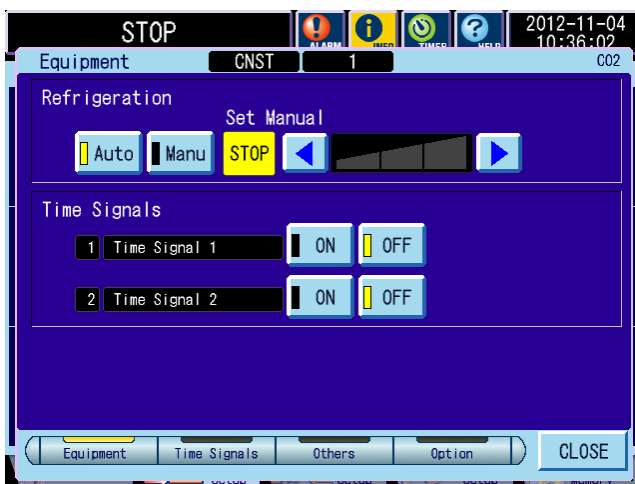 STOP
ALARM
INFO
TIMER
HELP
2012-11-04
10:36:02
Equipment
CNST
1
C02
Refrigeration
Set Manual
Auto
Manu
STOP
Time Signals
1 Time Signal 1 ON OFF
2 Time Signal 2 ON OFF
Equipment Time Signals Others Option CLOSE